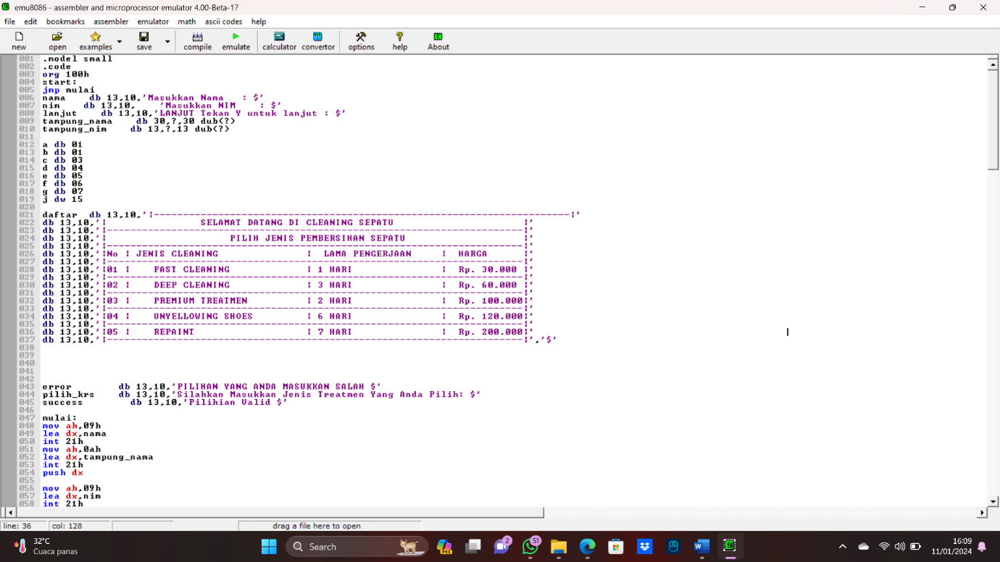 emu8086 - assembler and microprocessor emulator 4.00-Beta-17
file edit bookmarks assembler emulator math ascii codes help
new open examples save compile emulate calculator convertor options help About
001 .model small
002 .code
003 org 100h
004 start:
005 jmp mulai
006 nama db 13,10,'Masukkan Nama : $'
007 nim db 13,10, 'Masukkan NIM : $'
008 lanjut db 13,10,'LANJUT Tekan Y untuk lanjut : $'
009 tampung_nama db 30,?,30 dub(?)
010 tampung_nim db 13,?,13 dub(?)
011
012 a db 01
013 b db 01
014 c db 03
015 d db 04
016 e db 05
017 f db 06
018 g db 07
019 j dw 15
020
021 daftar db 13,10,'¦-----------------------------------------------------------------------¦'
022 db 13,10,'¦ SELAMAT DATANG DI CLEANING SEPATU ¦'
023 db 13,10,'¦-----------------------------------------------------------------------¦'
024 db 13,10,'¦ PILIH JENIS PEMBERSIHAN SEPATU ¦'
025 db 13,10,'¦-----------------------------------------------------------------------¦'
026 db 13,10,'¦No ¦ JENIS CLEANING ¦ LAMA PENGERJAAN ¦ HARGA ¦'
027 db 13,10,'¦-----------------------------------------------------------------------¦'
028 db 13,10,'¦01 ¦ FAST CLEANING ¦ 1 HARI ¦ Rp. 30.000 ¦'
029 db 13,10,'¦-----------------------------------------------------------------------¦'
030 db 13,10,'¦02 ¦ DEEP CLEANING ¦ 3 HARI ¦ Rp. 60.000 ¦'
031 db 13,10,'¦-----------------------------------------------------------------------¦'
032 db 13,10,'¦03 ¦ PREMIUM TREATMEN ¦ 2 HARI ¦ Rp. 100.000¦'
033 db 13,10,'¦-----------------------------------------------------------------------¦'
034 db 13,10,'¦04 ¦ UNYELLOWING SHOES ¦ 6 HARI ¦ Rp. 120.000¦'
035 db 13,10,'¦-----------------------------------------------------------------------¦'
036 db 13,10,'¦05 ¦ REPAINT ¦ 7 HARI ¦ Rp. 200.000¦'
037 db 13,10,'¦-----------------------------------------------------------------------¦','$'
038
039
040
041
042
043 error db 13,10,'PILIHAN YANG ANDA MASUKKAN SALAH $'
044 pilih_krs db 13,10,'Silahkan Masukkan Jenis Treatmen Yang Anda Pilih: $'
045 success db 13,10,'Pilihian Valid $'
046
047 mulai:
048 mov ah,09h
049 lea dx,nama
050 int 21h
051 mov ah,0ah
052 lea dx,tampung_nama
053 int 21h
054 push dx
055
056 mov ah,09h
057 lea dx,nim
058 int 21h
line: 36 col: 128 drag a file here to open
32°C
Cuaca panas
Search
PRE
2
51
16:09
11/01/2024